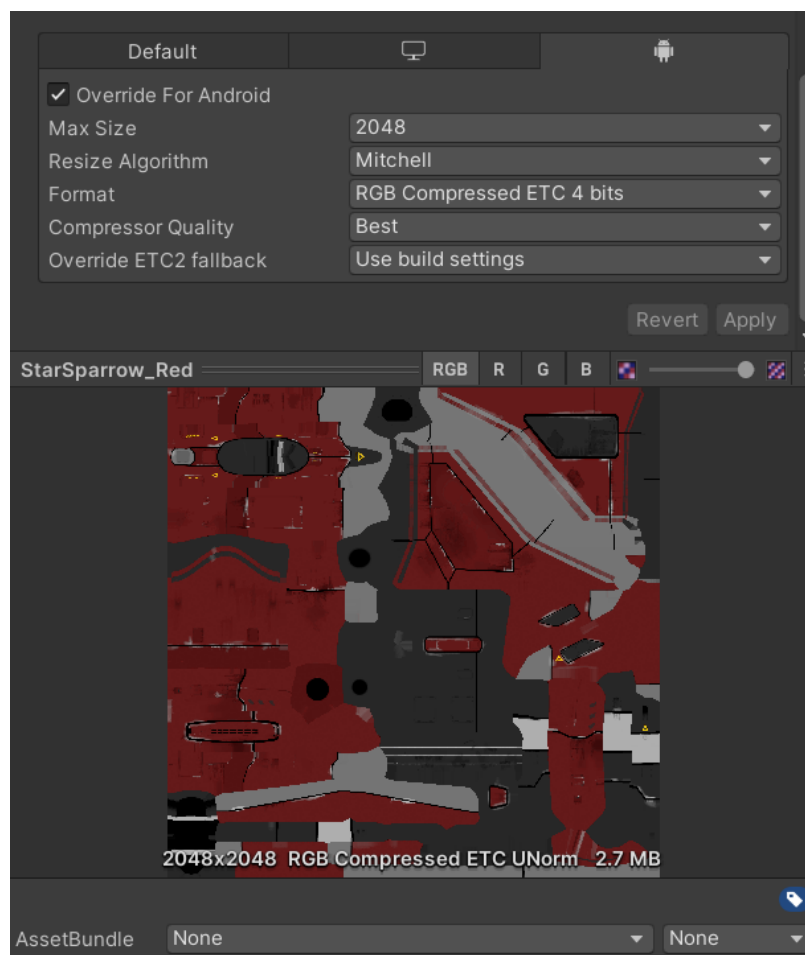 Default
Override For Android
Max Size 2048
Resize Algorithm Mitchell
Format RGB Compressed ETC 4 bits
Compressor Quality Best
Override ETC2 fallback Use build settings
Revert Apply
StarSparrow_Red RGB R G B
2048x2048 RGB Compressed ETC UNorm 2.7 MB
AssetBundle None None